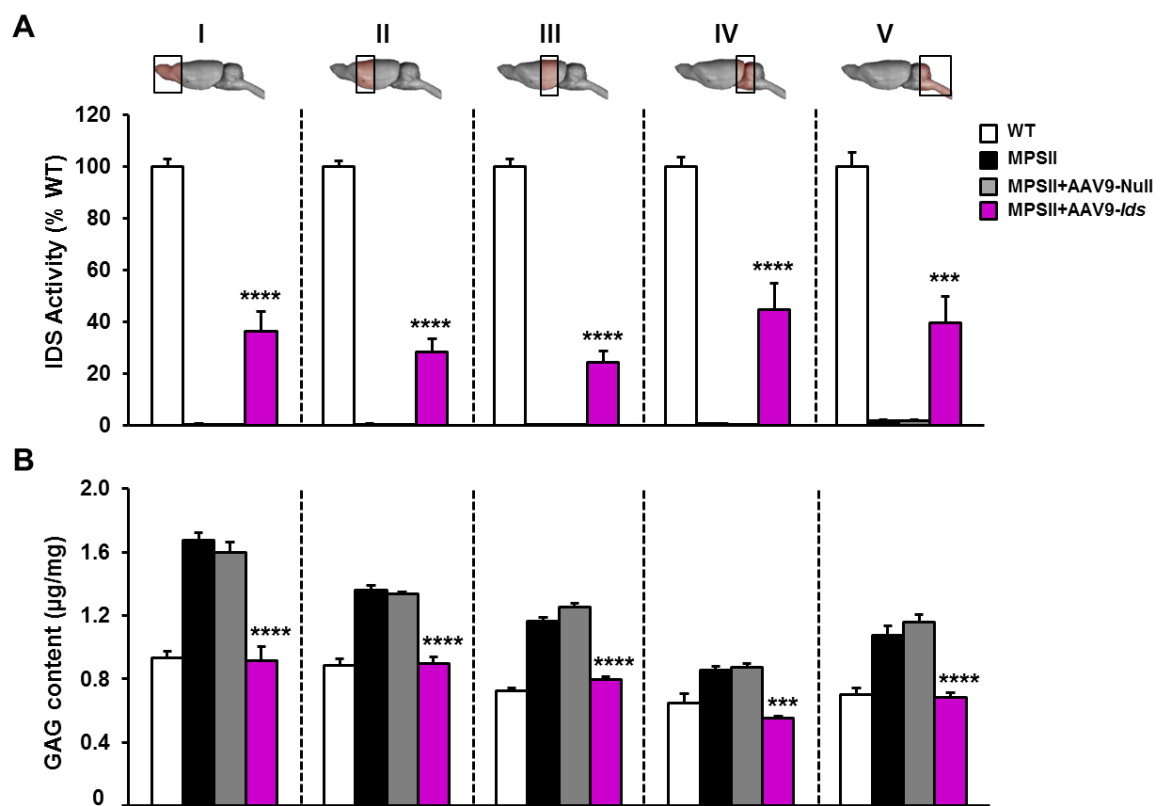 A
I II III IV V
120
100
80
60
40
20
0
IDS Activity (% WT)
**** **** **** **** ***
WT
MPSII
MPSII+AAV9-Null
MPSII+AAV9-Ids
B
2.0
1.6
1.2
0.8
0.4
0
GAG content (µg/mg)
**** **** **** *** ****